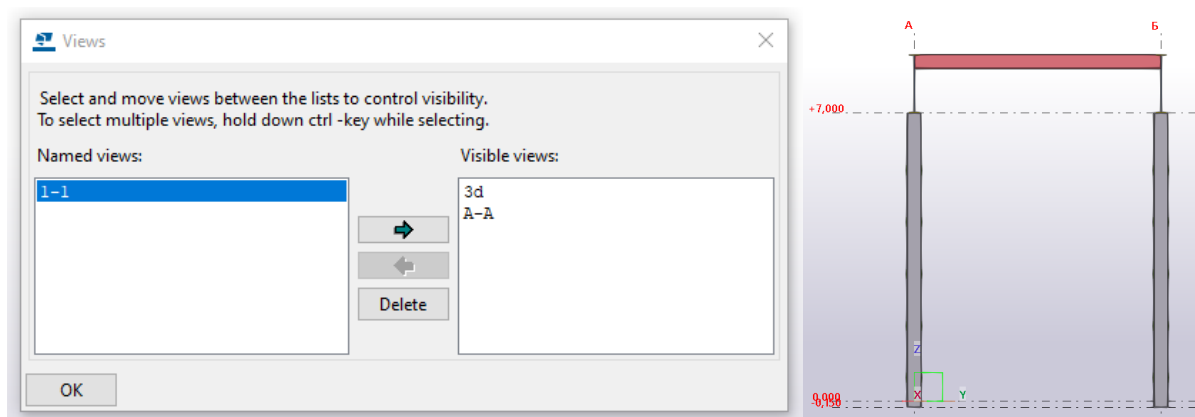 Views
Select and move views between the lists to control visibility.
To select multiple views, hold down ctrl -key while selecting.
Named views:
Visible views:
1-1
3d
A-A
Delete
OK
А
Б
+7,000
Z
0,000
-0,150
X
Y